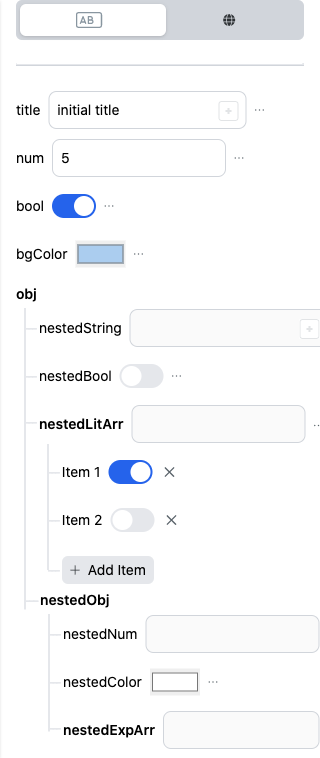 AB
title initial title
num 5
bool
bgColor
obj
nestedString
nestedBool
nestedLitArr
Item 1
Item 2
+ Add Item
nestedObj
nestedNum
nestedColor
nestedExpArr